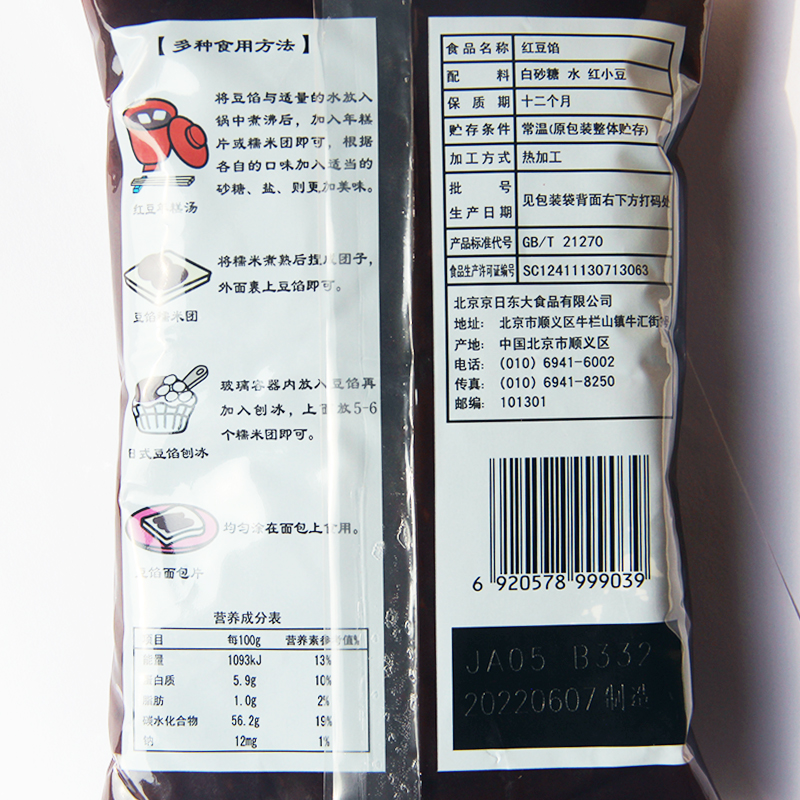 【多种食用方法】
将豆馅与适量的水放入
锅中煮沸后，加入年糕
片或糯米团即可，根据
各自的口味加入适当的
砂糖、盐、则更加美味。
红豆年糕汤
将糯米煮熟后捏成团子，
外面裹上豆馅即可。
豆馅糯米团
玻璃容器内放入豆馅再
加入刨冰，上面放5-6
个糯米团即可。
日式豆馅刨冰
均匀涂在面包上食用。
豆馅面包片
营养成分表
项目 每100g 营养素参考值%
能量 1093kJ 13%
蛋白质 5.9g 10%
脂肪 1.0g 2%
碳水化合物 56.2g 19%
钠 12mg 1%
食品名称 红豆馅
配料 白砂糖 水 红小豆
保质期 十二个月
贮存条件 常温(原包装整体贮存)
加工方式 热加工
批号
生产日期 见包装袋背面右下方打码处
产品标准代号 GB/T 21270
食品生产许可证编号 SC12411130713063
北京京日东大食品有限公司
地址: 北京市顺义区牛栏山镇牛汇街
产地: 中国北京市顺义区
电话: (010) 6941-6002
传真: (010) 6941-8250
邮编: 101301
6 920578 999039
JA05 B332
20220607制造